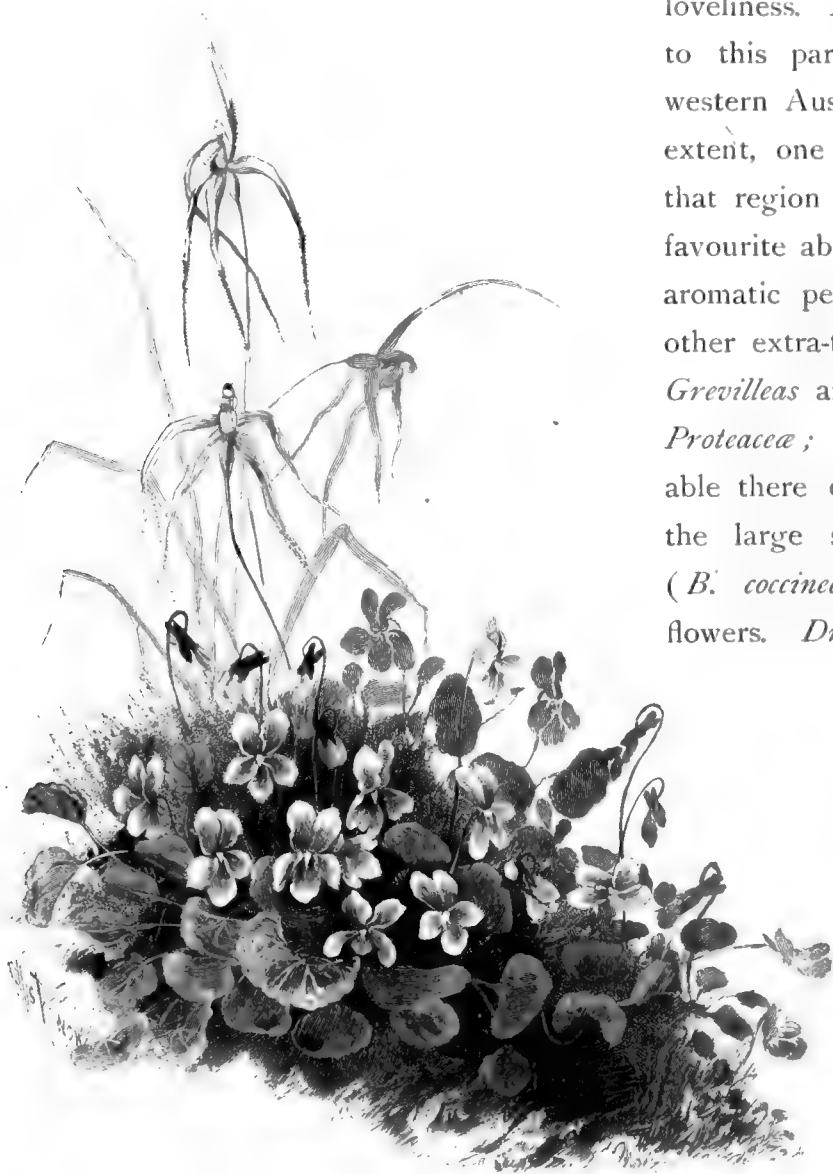 loveliness.
to this par
western Aus
extent, one
that region
favourite ab
aromatic pe
other extra-t
Grevilleas a
Proteaceæ ;
able there
the large s
( B. coccine
flowers. D